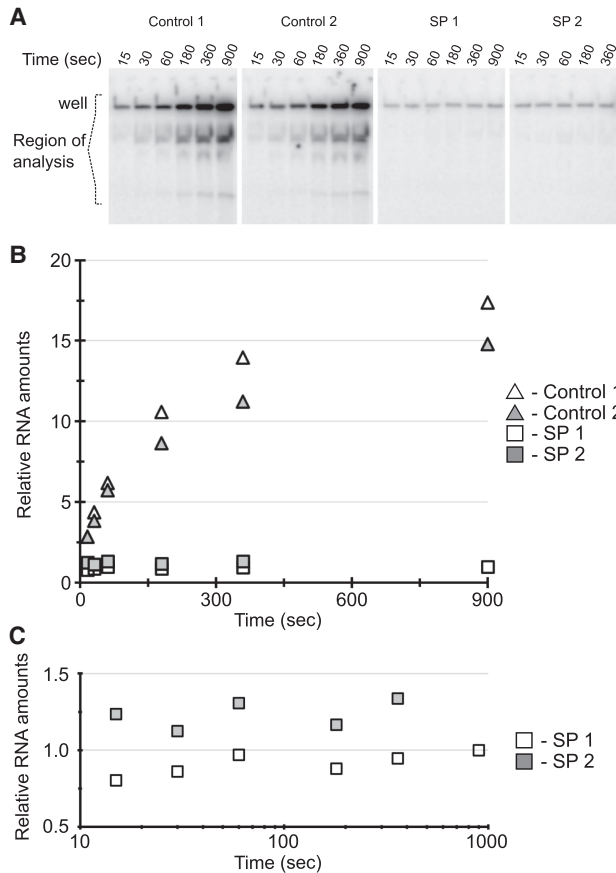 A
Control 1 Control 2 SP 1 SP 2
Time (sec) 15 30 60 180 360 900 15 30 60 180 360 900 15 30 60 180 360 900 15 30 60 180 360
well
Region of
analysis
B
20
15
10
5
0
Relative RNA amounts
0 300 600 900
Time (sec)
- Control 1
- Control 2
- SP 1
- SP 2
C
1.5
1.0
0.5
Relative RNA amounts
10 100 1000
Time (sec)
- SP 1
- SP 2